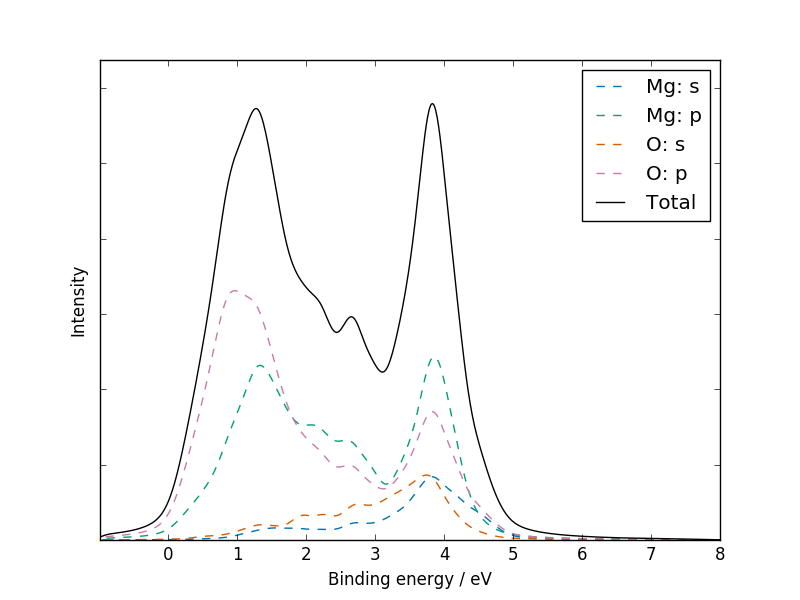 Mg: s
Mg: p
O: s
O: p
Total
Intensity
0 1 2 3 4 5 6 7 8
Binding energy / eV